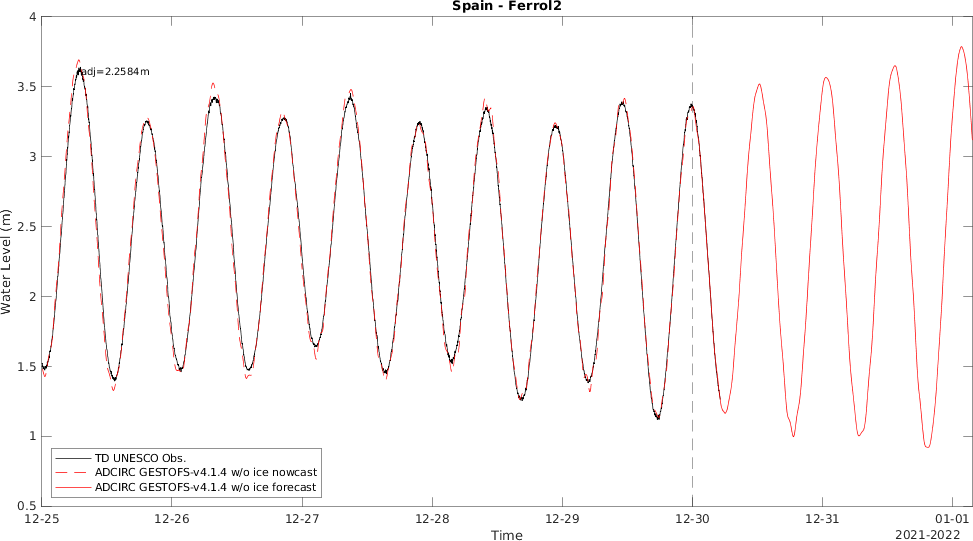 Spain - Ferrol2
4
3.5
3
2.5
2
1.5
1
0.5
Water Level (m)
adj=2.2584m
TD UNESCO Obs.
ADCIRC GESTOFS-v4.1.4 w/o ice nowcast
ADCIRC GESTOFS-v4.1.4 w/o ice forecast
12-25 12-26 12-27 12-28 12-29 12-30 12-31 01-01
Time
2021-2022